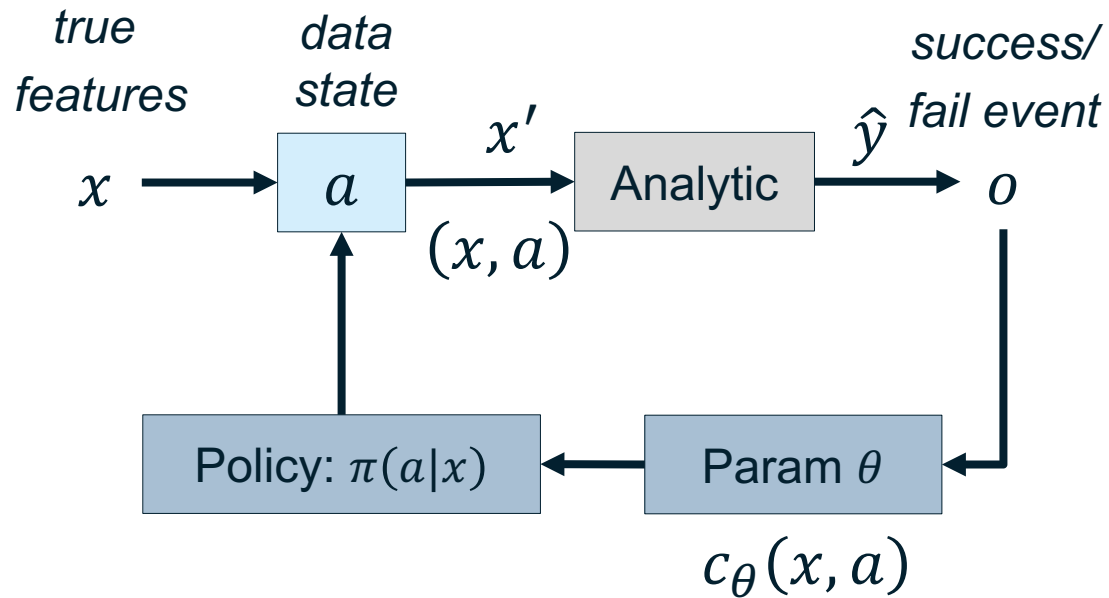 true
features
data
state
success/
fail event
x
a
x′
(x, a)
Analytic
ŷ
o
Policy: π(a|x)
Param θ
c_θ(x, a)